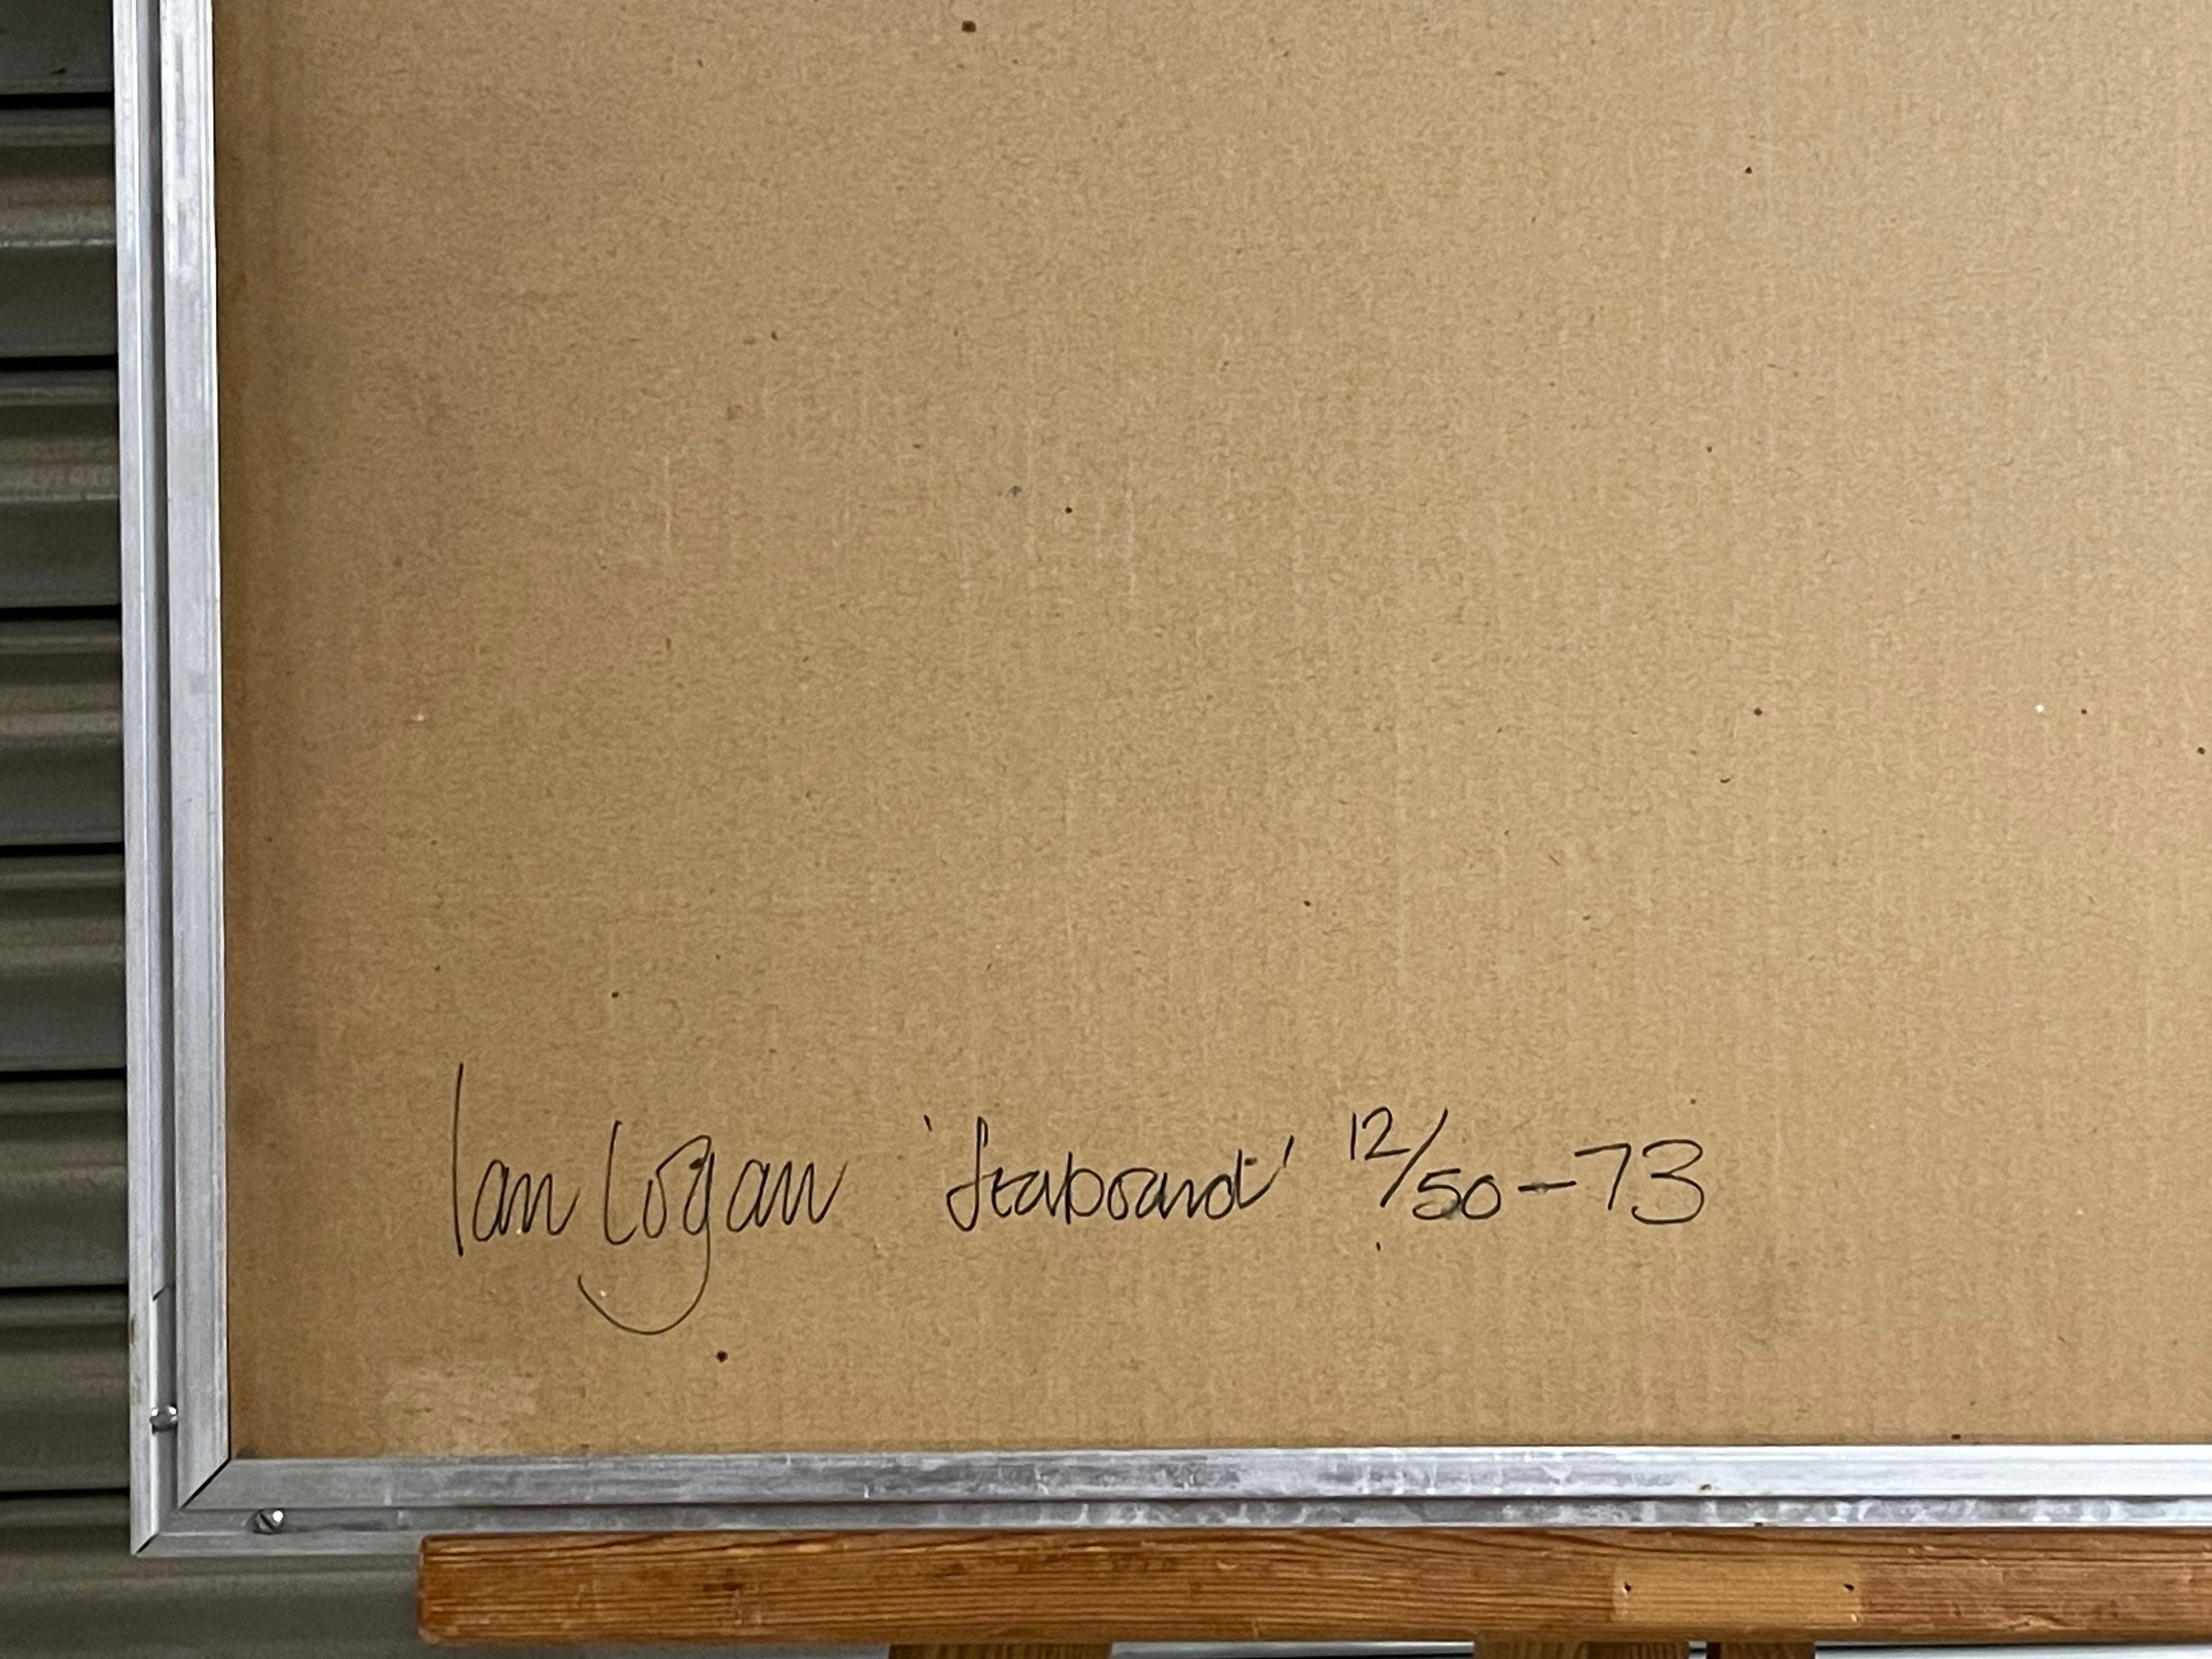 Ian Logan 'Seaboard' 12/50 – 73